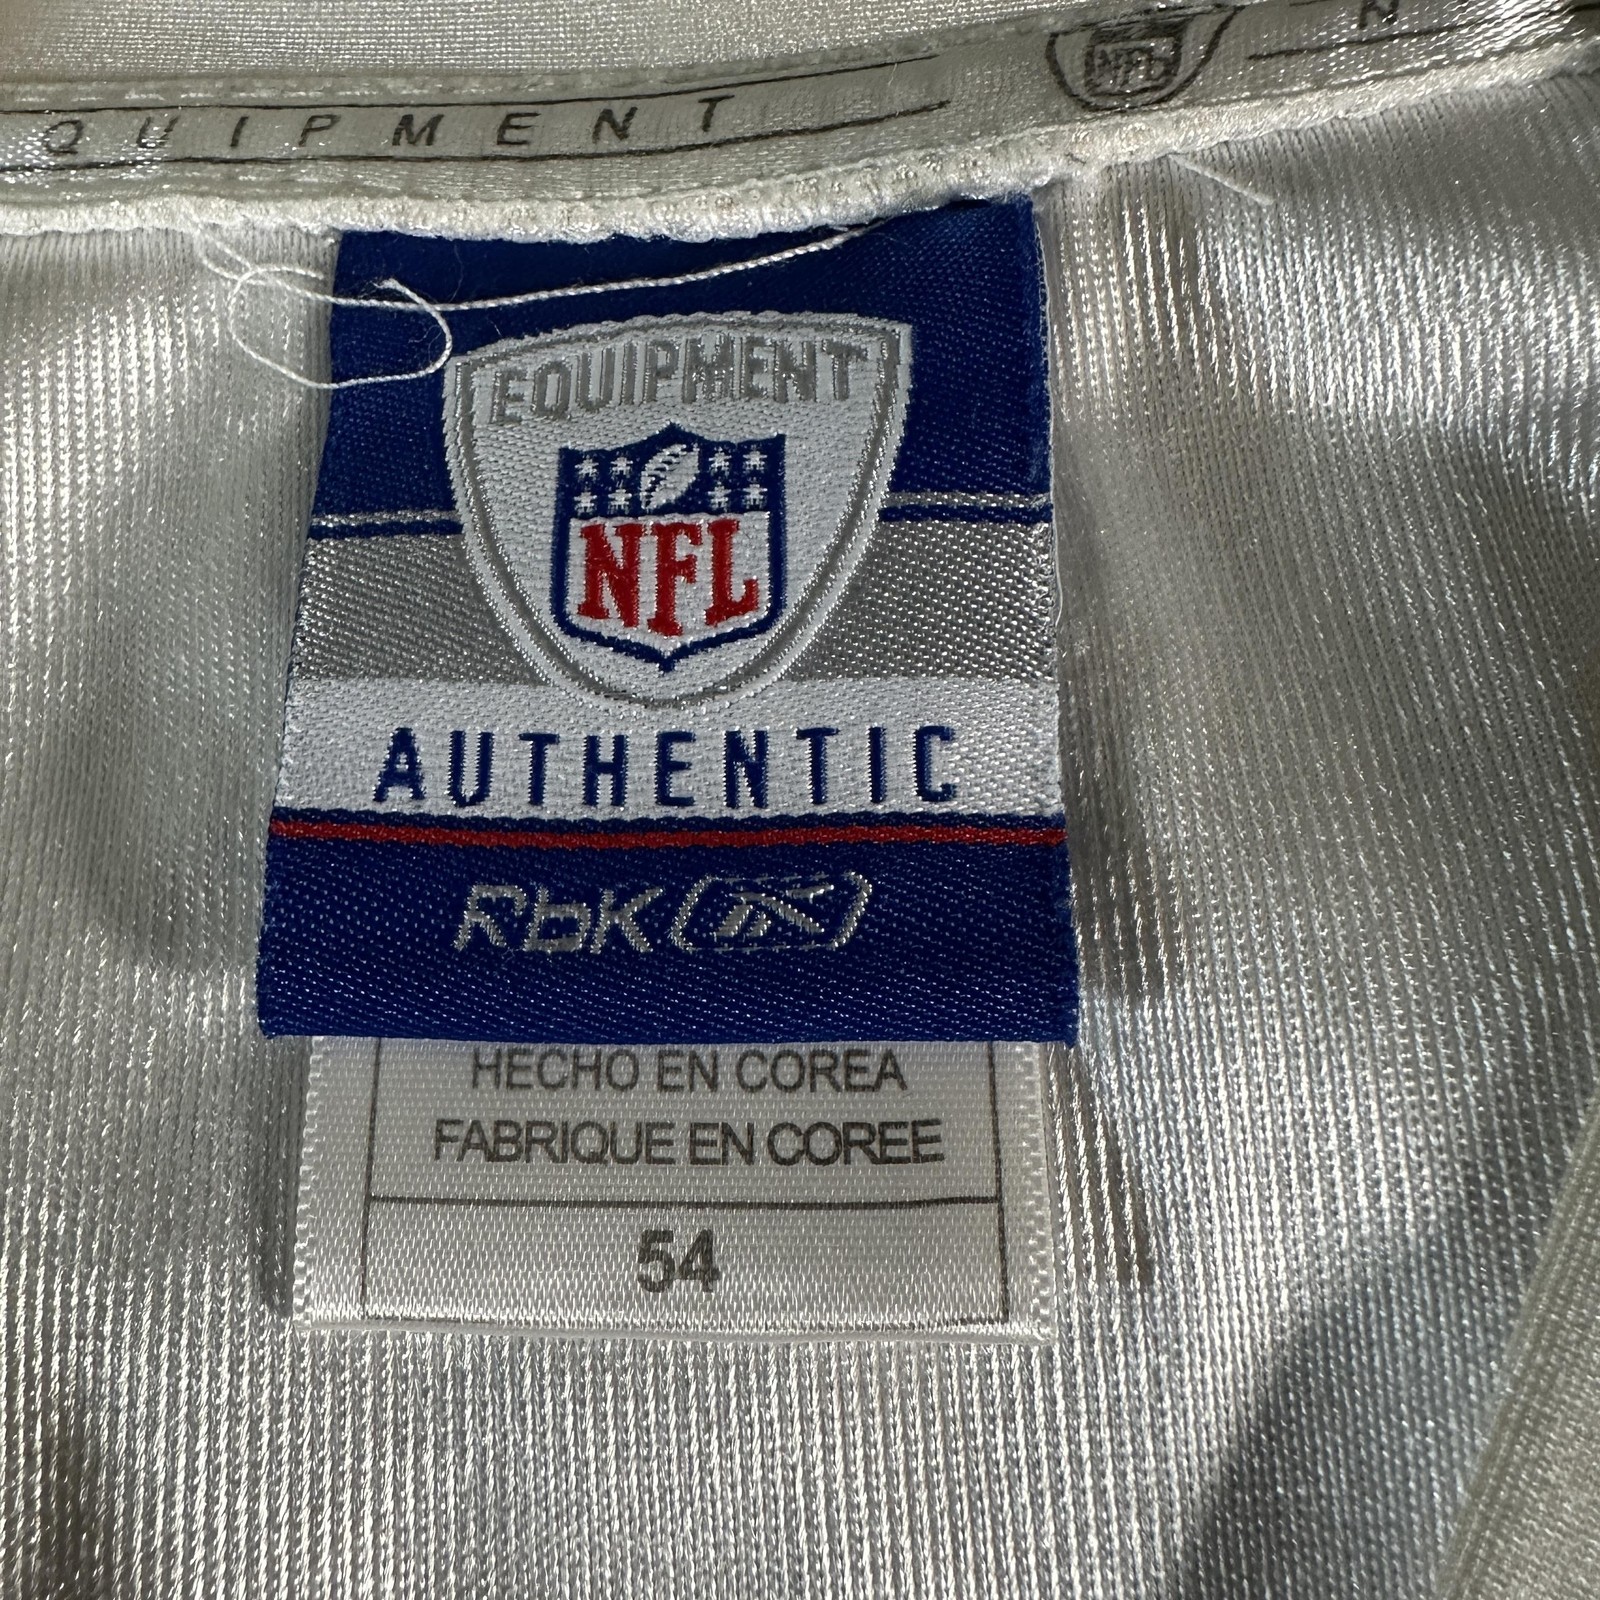 QUIPMENT
NFL
N
EQUIPMENT
NFL
AUTHENTIC
RbK
HECHO EN COREA
FABRIQUE EN COREE
54